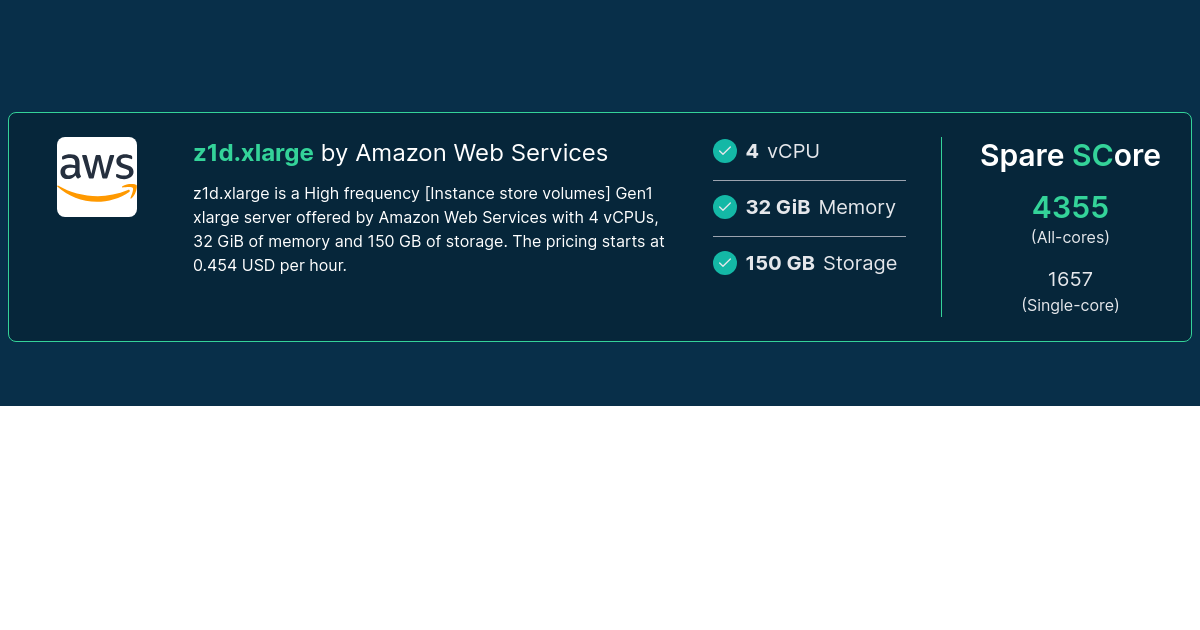 aws
z1d.xlarge by Amazon Web Services
z1d.xlarge is a High frequency [Instance store volumes] Gen1
xlarge server offered by Amazon Web Services with 4 vCPUs,
32 GiB of memory and 150 GB of storage. The pricing starts at
0.454 USD per hour.
4 vCPU
32 GiB Memory
150 GB Storage
Spare SCore
4355
(All-cores)
1657
(Single-core)